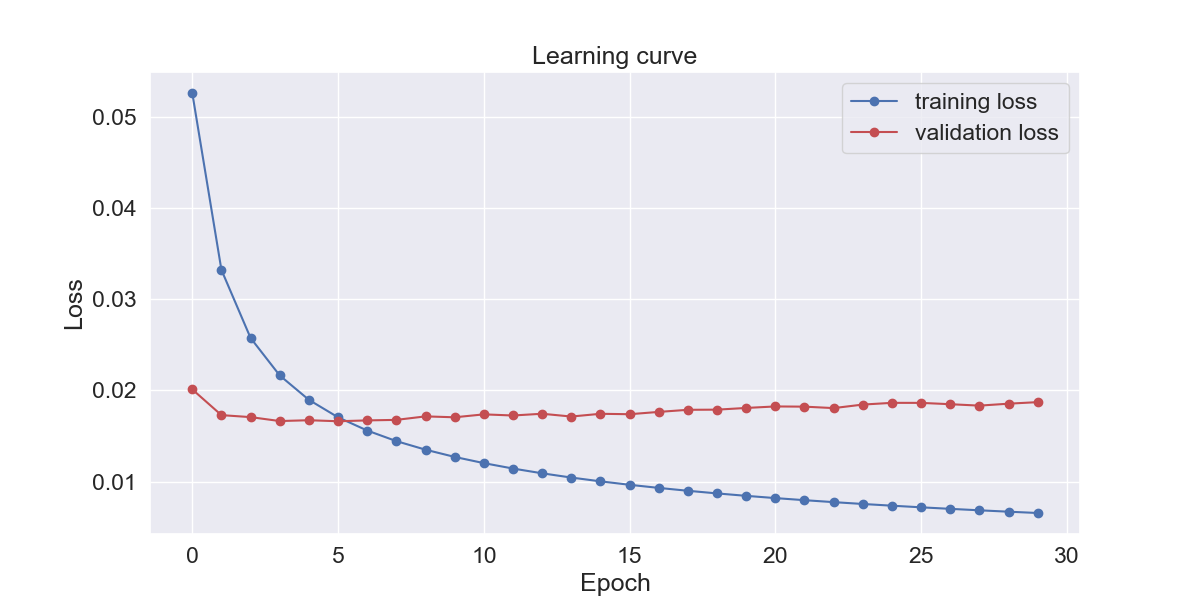 Learning curve
training loss
validation loss
0.05
0.04
0.03
0.02
0.01
Loss
0 5 10 15 20 25 30
Epoch